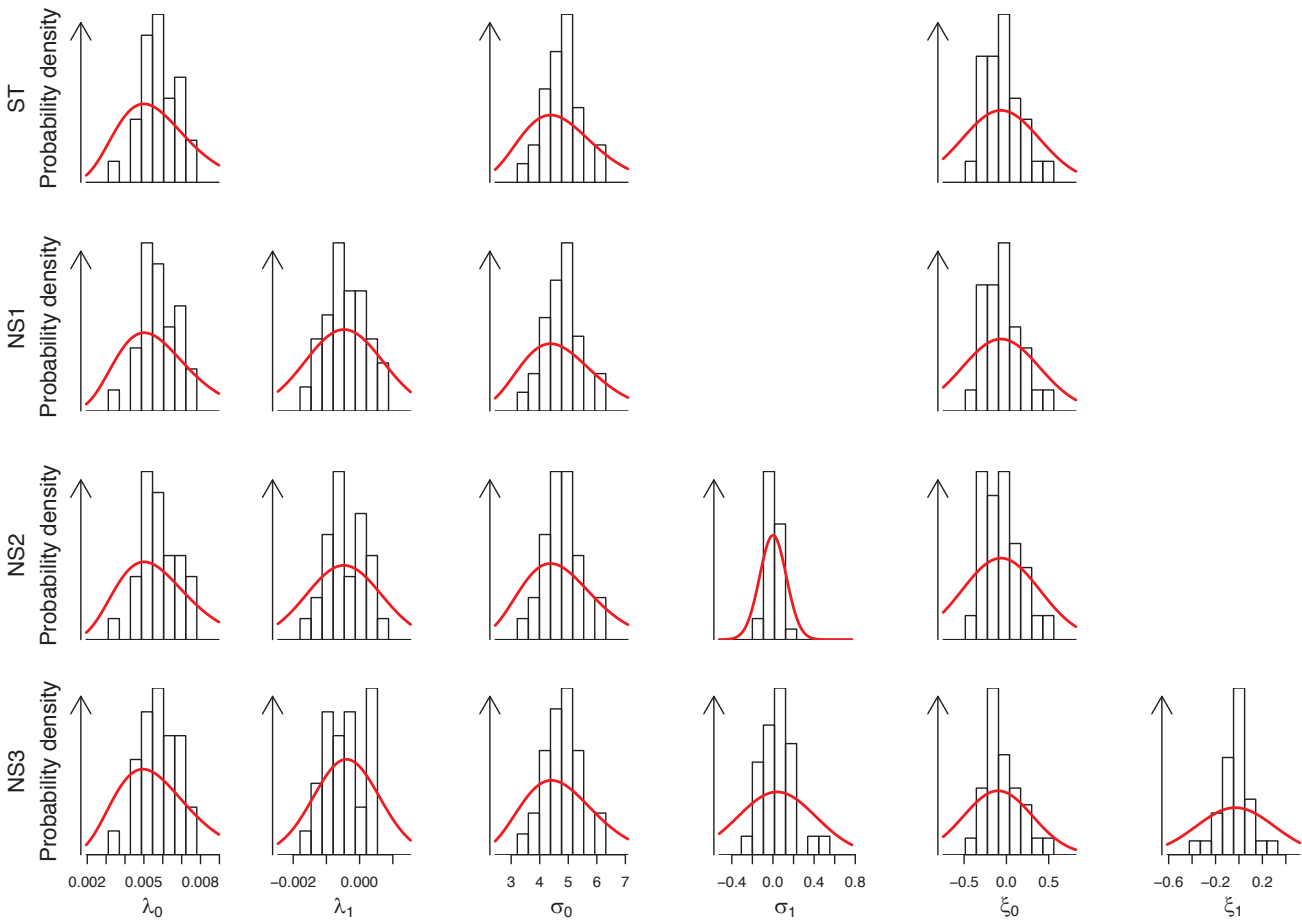 ST
Probability density
NS1
Probability density
NS2
Probability density
NS3
Probability density
0.002 0.005 0.008
−0.002 0.000
3 4 5 6 7
−0.4 0.0 0.4 0.8
−0.5 0.0 0.5
−0.6 −0.2 0.2
λ0 λ1 σ0 σ1 ξ0 ξ1